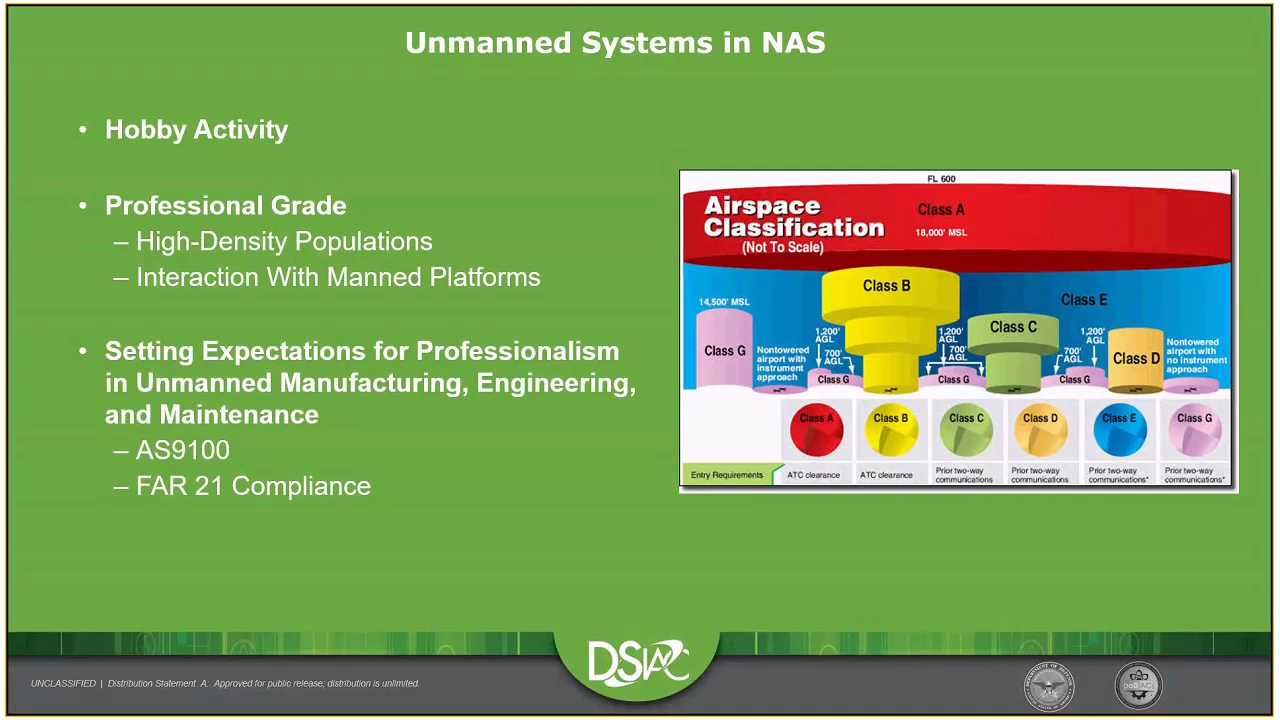 Unmanned Systems in NAS
• Hobby Activity
• Professional Grade
– High-Density Populations
– Interaction With Manned Platforms
• Setting Expectations for Professionalism
in Unmanned Manufacturing, Engineering,
and Maintenance
– AS9100
– FAR 21 Compliance
FL 600
Airspace
Classification
(Not To Scale)
Class A
18,000' MSL
14,500' MSL
Class G
Nontowered
airport with
instrument
approach
1,200'
AGL
700'
AGL
Class G
Class B
1,200'
AGL
700'
AGL
Class G
Class C
Class E
700'
AGL
1,200'
AGL
Class G
Class D
Nontowered
airport with
no instrument
approach
Class A
Class B
Class C
Class D
Class E
Class G
Entry Requirements
ATC clearance
ATC clearance
Prior two-way
communications
Prior two-way
communications
Prior two-way
communications*
Prior two-way
communications*
UNCLASSIFIED | Distribution Statement A: Approved for public release; distribution is unlimited.
DSIAC